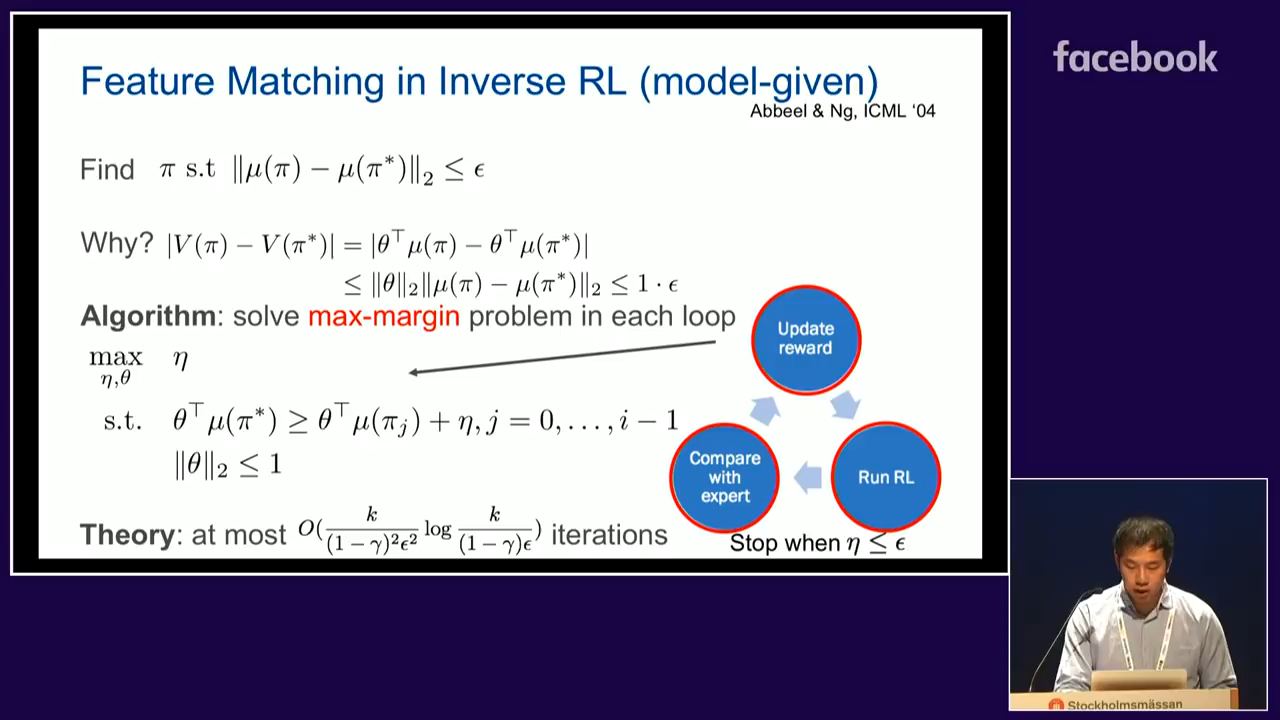 Feature Matching in Inverse RL (model-given)
Abbeel & Ng, ICML ‘04
facebook
Find π s.t ‖μ(π) − μ(π*)‖₂ ≤ ϵ
Why? |V(π) − V(π*)| = |θ⊤μ(π) − θ⊤μ(π*)|
≤ ‖θ‖₂‖μ(π) − μ(π*)‖₂ ≤ 1 · ϵ
Algorithm: solve max-margin problem in each loop
max η
η,θ
s.t. θ⊤μ(π*) ≥ θ⊤μ(πⱼ) + η, j = 0, . . . , i − 1
‖θ‖₂ ≤ 1
Theory: at most O(k/((1 − γ)²ϵ²) log k/((1 − γ)ϵ)) iterations
Update
reward
Run RL
Compare
with
expert
Stop when η ≤ ϵ
Stockholmsmässan